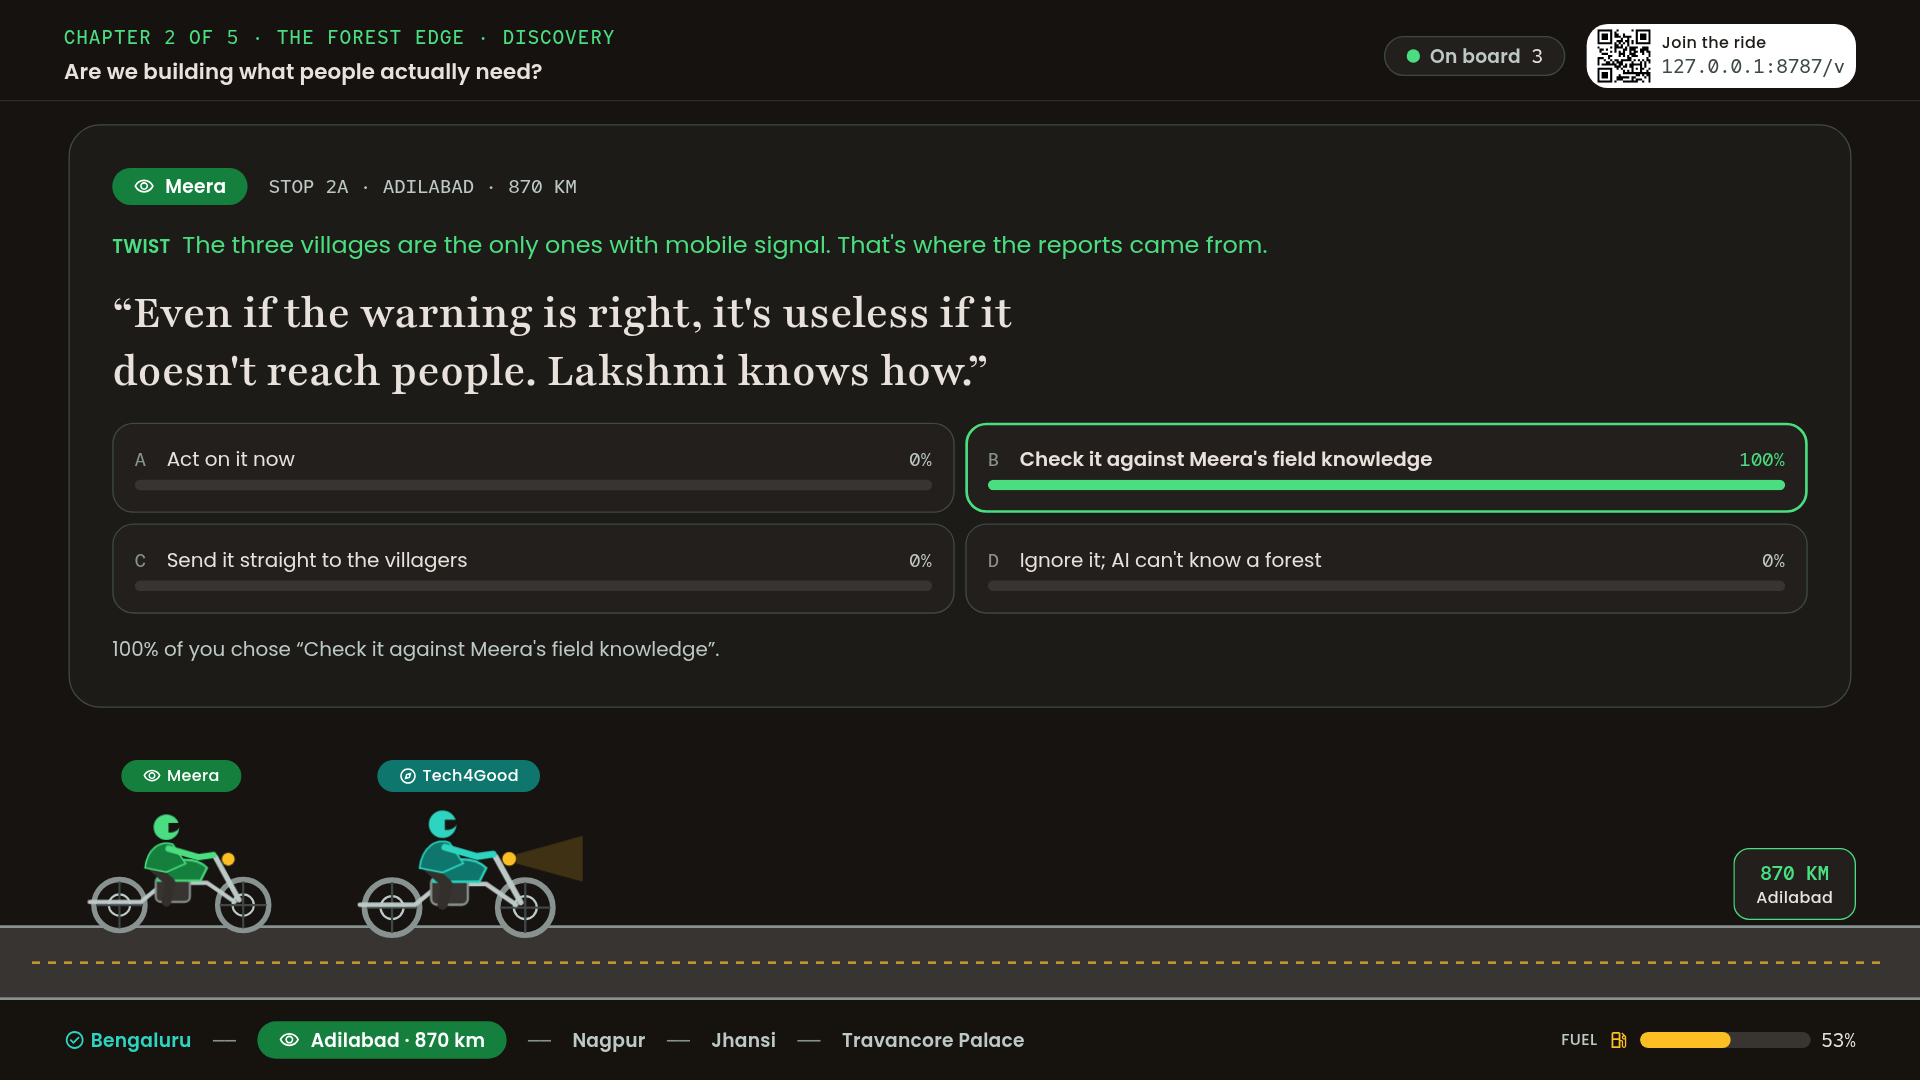 CHAPTER 2 OF 5 · THE FOREST EDGE · DISCOVERY
Are we building what people actually need?
On board 3
Join the ride
127.0.0.1:8787/v
Meera
STOP 2A · ADILABAD · 870 KM
TWIST The three villages are the only ones with mobile signal. That's where the reports came from.
“Even if the warning is right, it's useless if it
doesn't reach people. Lakshmi knows how.”
A Act on it now 0%
B Check it against Meera's field knowledge 100%
C Send it straight to the villagers 0%
D Ignore it; AI can't know a forest 0%
100% of you chose “Check it against Meera's field knowledge”.
Meera
Tech4Good
870 KM
Adilabad
Bengaluru — Adilabad · 870 km — Nagpur — Jhansi — Travancore Palace
FUEL 53%